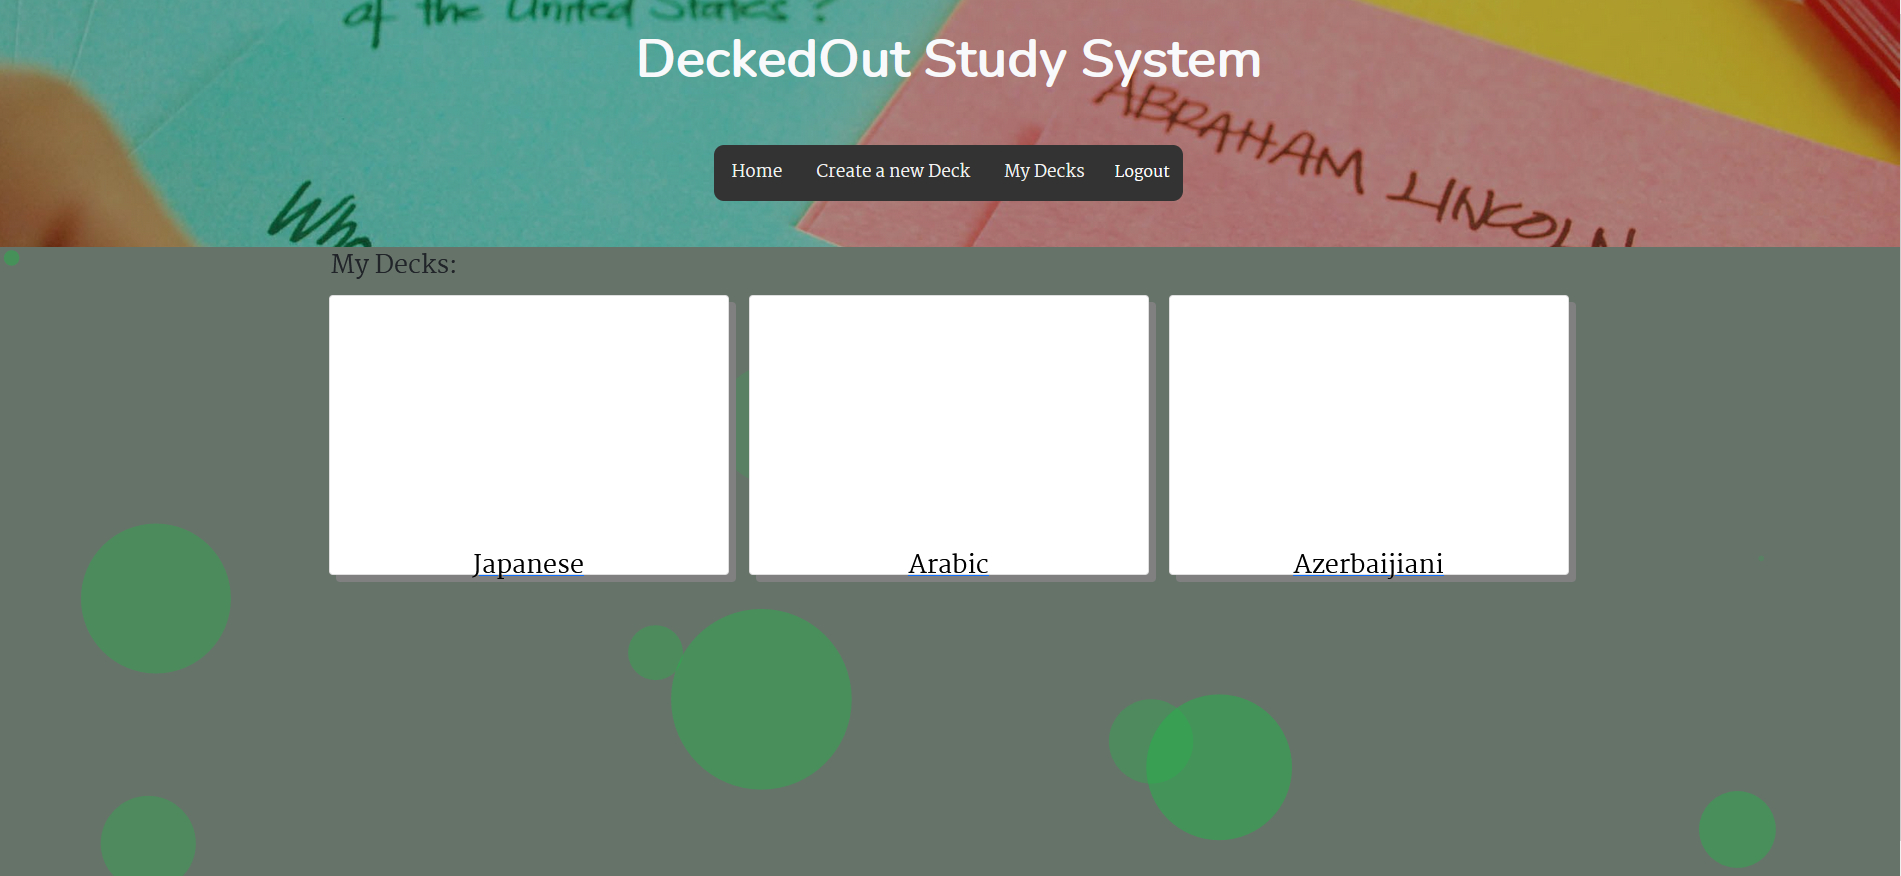 of the United States?
DeckedOut Study System
ABRAHAM LINCOLN
Home Create a new Deck My Decks Logout
Who
My Decks:
Japanese Arabic Azerbaijiani